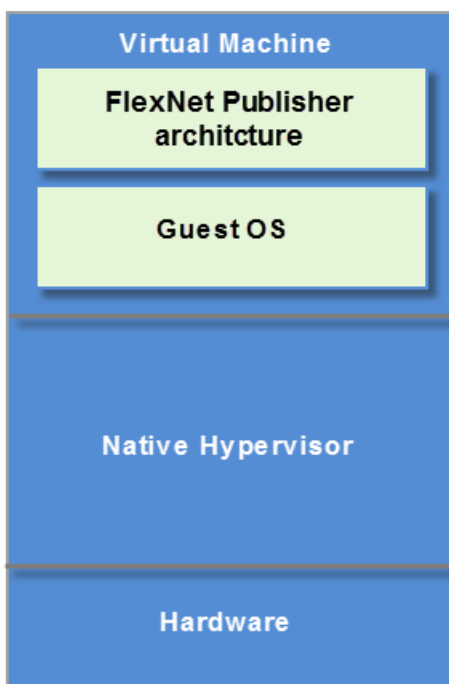 Virtual Machine
FlexNet Publisher
architcture
Guest OS
Native Hypervisor
Hardware